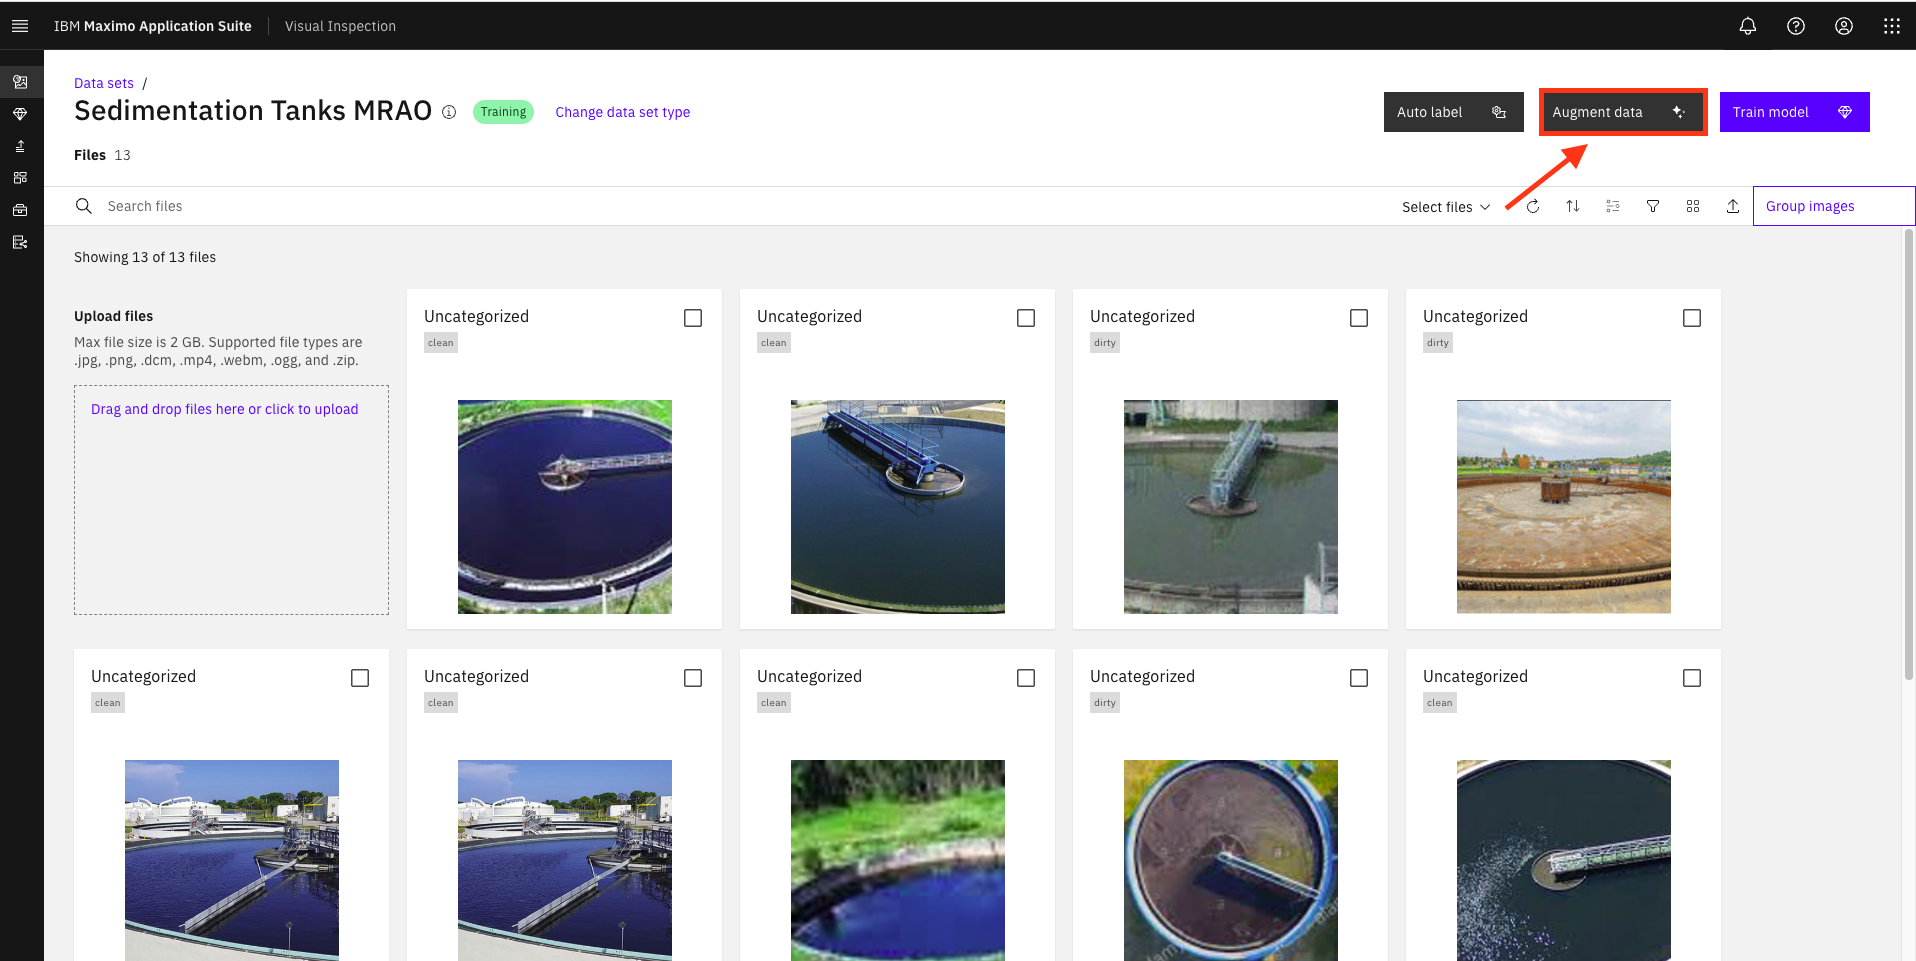 IBM Maximo Application Suite Visual Inspection
Data sets /
Sedimentation Tanks MRAO Training Change data set type
Auto label Augment data Train model
Files 13
Search files Select files Group images
Showing 13 of 13 files
Upload files
Max file size is 2 GB. Supported file types are
.jpg, .png, .dcm, .mp4, .webm, .ogg, and .zip.
Drag and drop files here or click to upload
Uncategorized
clean
Uncategorized
clean
Uncategorized
dirty
Uncategorized
dirty
Uncategorized
clean
Uncategorized
clean
Uncategorized
clean
Uncategorized
dirty
Uncategorized
clean